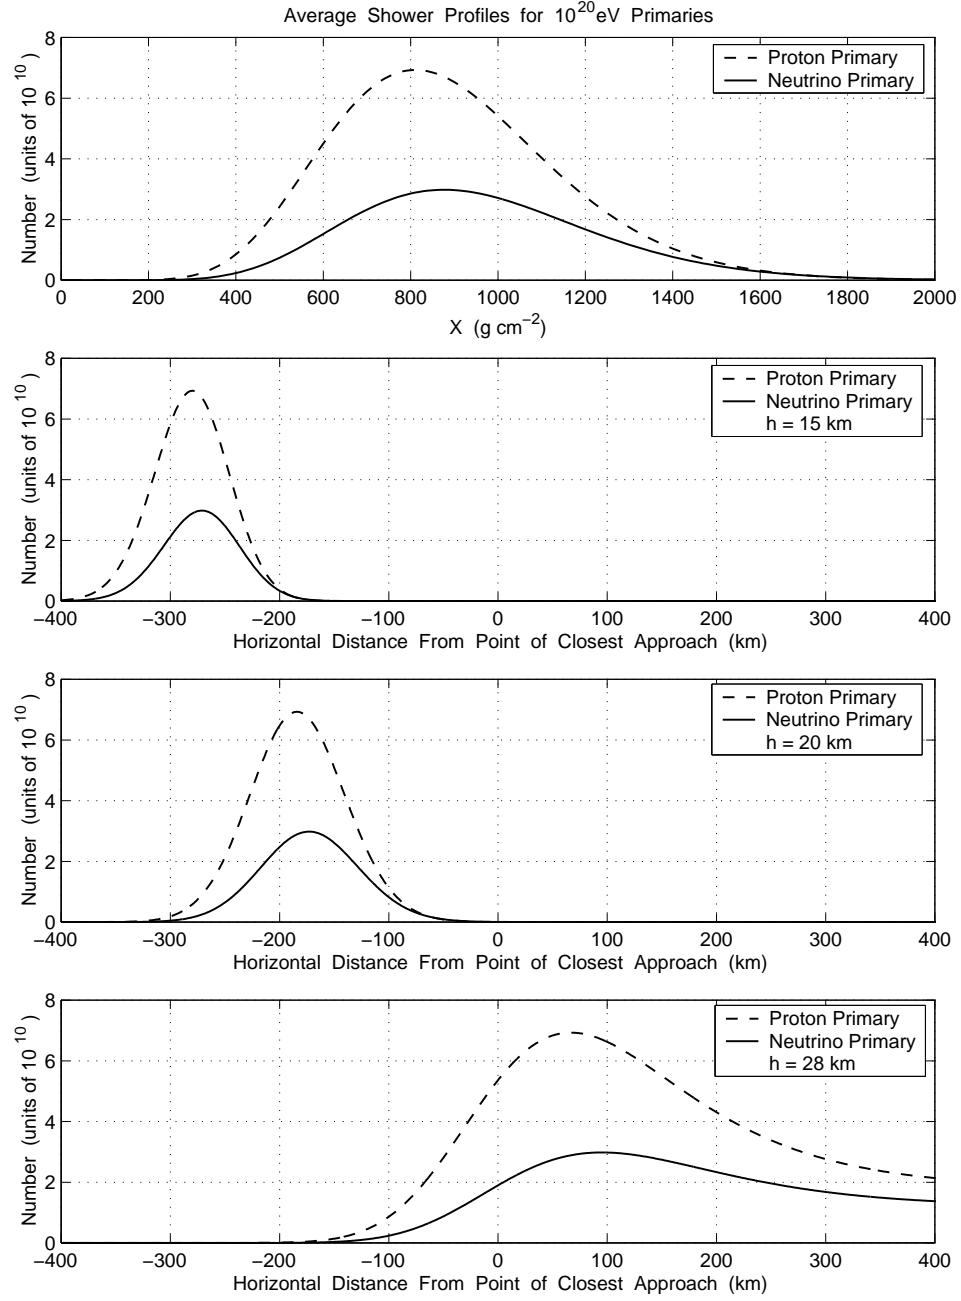 Average Shower Profiles for 10^20 eV Primaries
Number (units of 10^10)
8
6
4
2
0
Proton Primary
Neutrino Primary
0 200 400 600 800 1000 1200 1400 1600 1800 2000
X (g cm^−2)
Number (units of 10^10)
8
6
4
2
0
Proton Primary
Neutrino Primary
h = 15 km
−400 −300 −200 −100 0 100 200 300 400
Horizontal Distance From Point of Closest Approach (km)
Number (units of 10^10)
8
6
4
2
0
Proton Primary
Neutrino Primary
h = 20 km
−400 −300 −200 −100 0 100 200 300 400
Horizontal Distance From Point of Closest Approach (km)
Number (units of 10^10)
8
6
4
2
0
Proton Primary
Neutrino Primary
h = 28 km
−400 −300 −200 −100 0 100 200 300 400
Horizontal Distance From Point of Closest Approach (km)